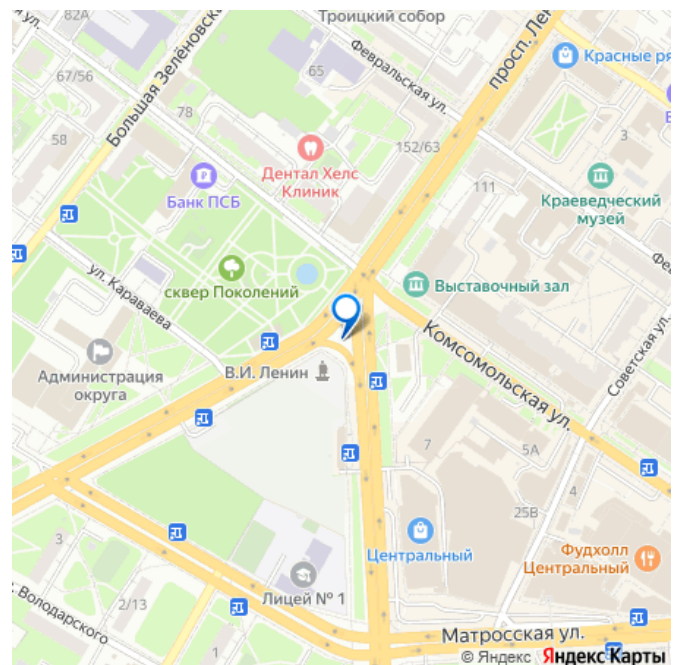 82А
Троицкий собор
просп. Лен
Февральская ул.
Красные ря
67/56
Большая Зелёновска
65
78
58
152/63
3
Дентал Хелс
Клиник
111
Банк ПСБ
Краеведческий
музей
сквер Поколений
Выставочный зал
ул. Караваева
Комсомольская ул.
Советская ул.
В.И. Ленин
Администрация
округа
7
5А
4
25В
3
Центральный
Фудхолл
Центральный
Лицей № 1
2/13
. Володарского
1
Матросская ул.
© Яндекс Яндекс Карты